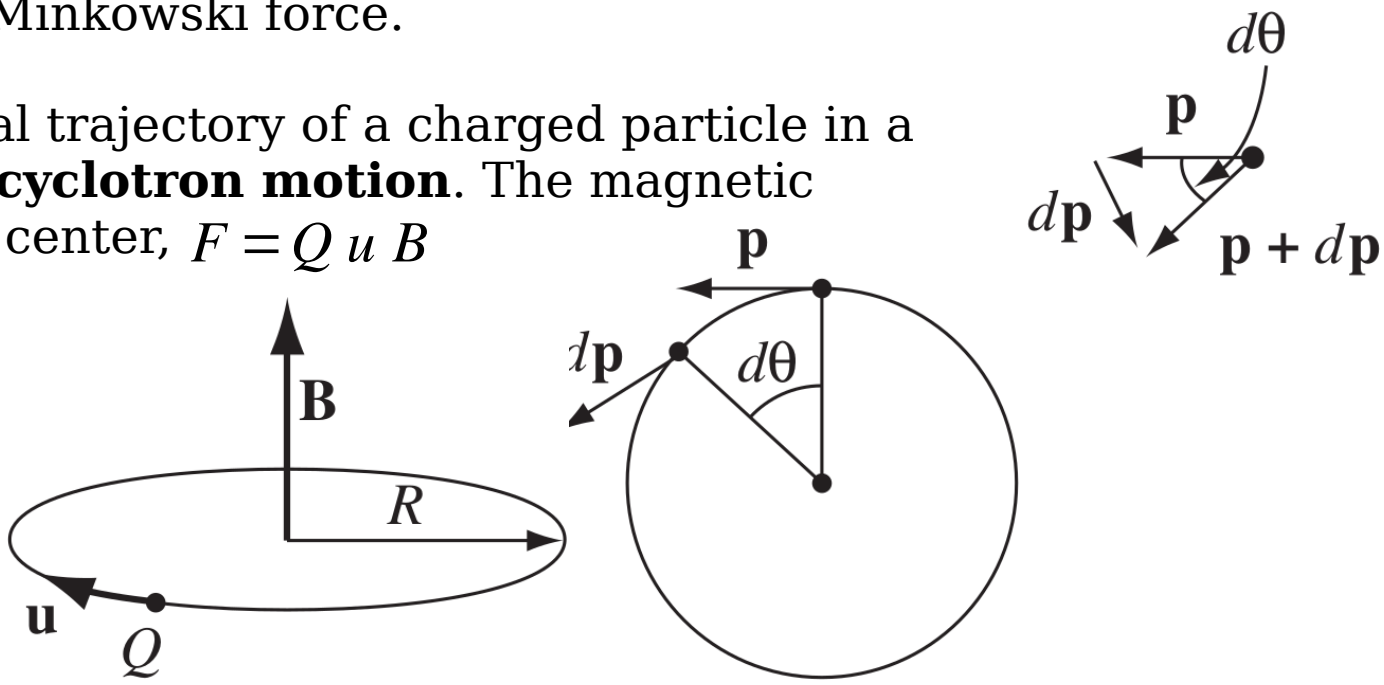 Minkowski force.
al trajectory of a charged particle in a
cyclotron motion. The magnetic
center, F = Q u B
B
R
u
Q
p
dp
dθ
dθ
p
dp
p + dp